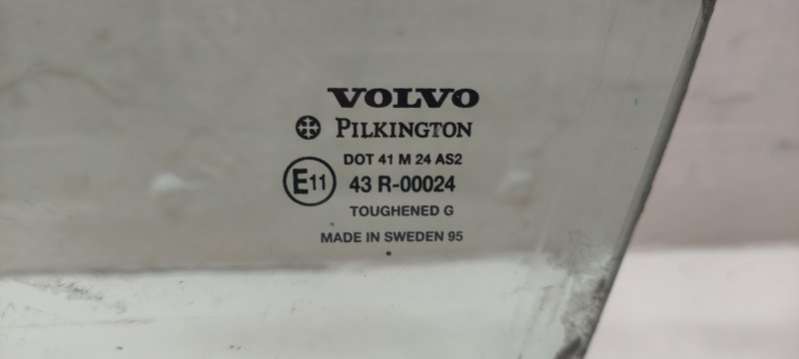 VOLVO
PILKINGTON
DOT 41 M 24 AS2
E11 43 R-00024
TOUGHENED G
MADE IN SWEDEN 95